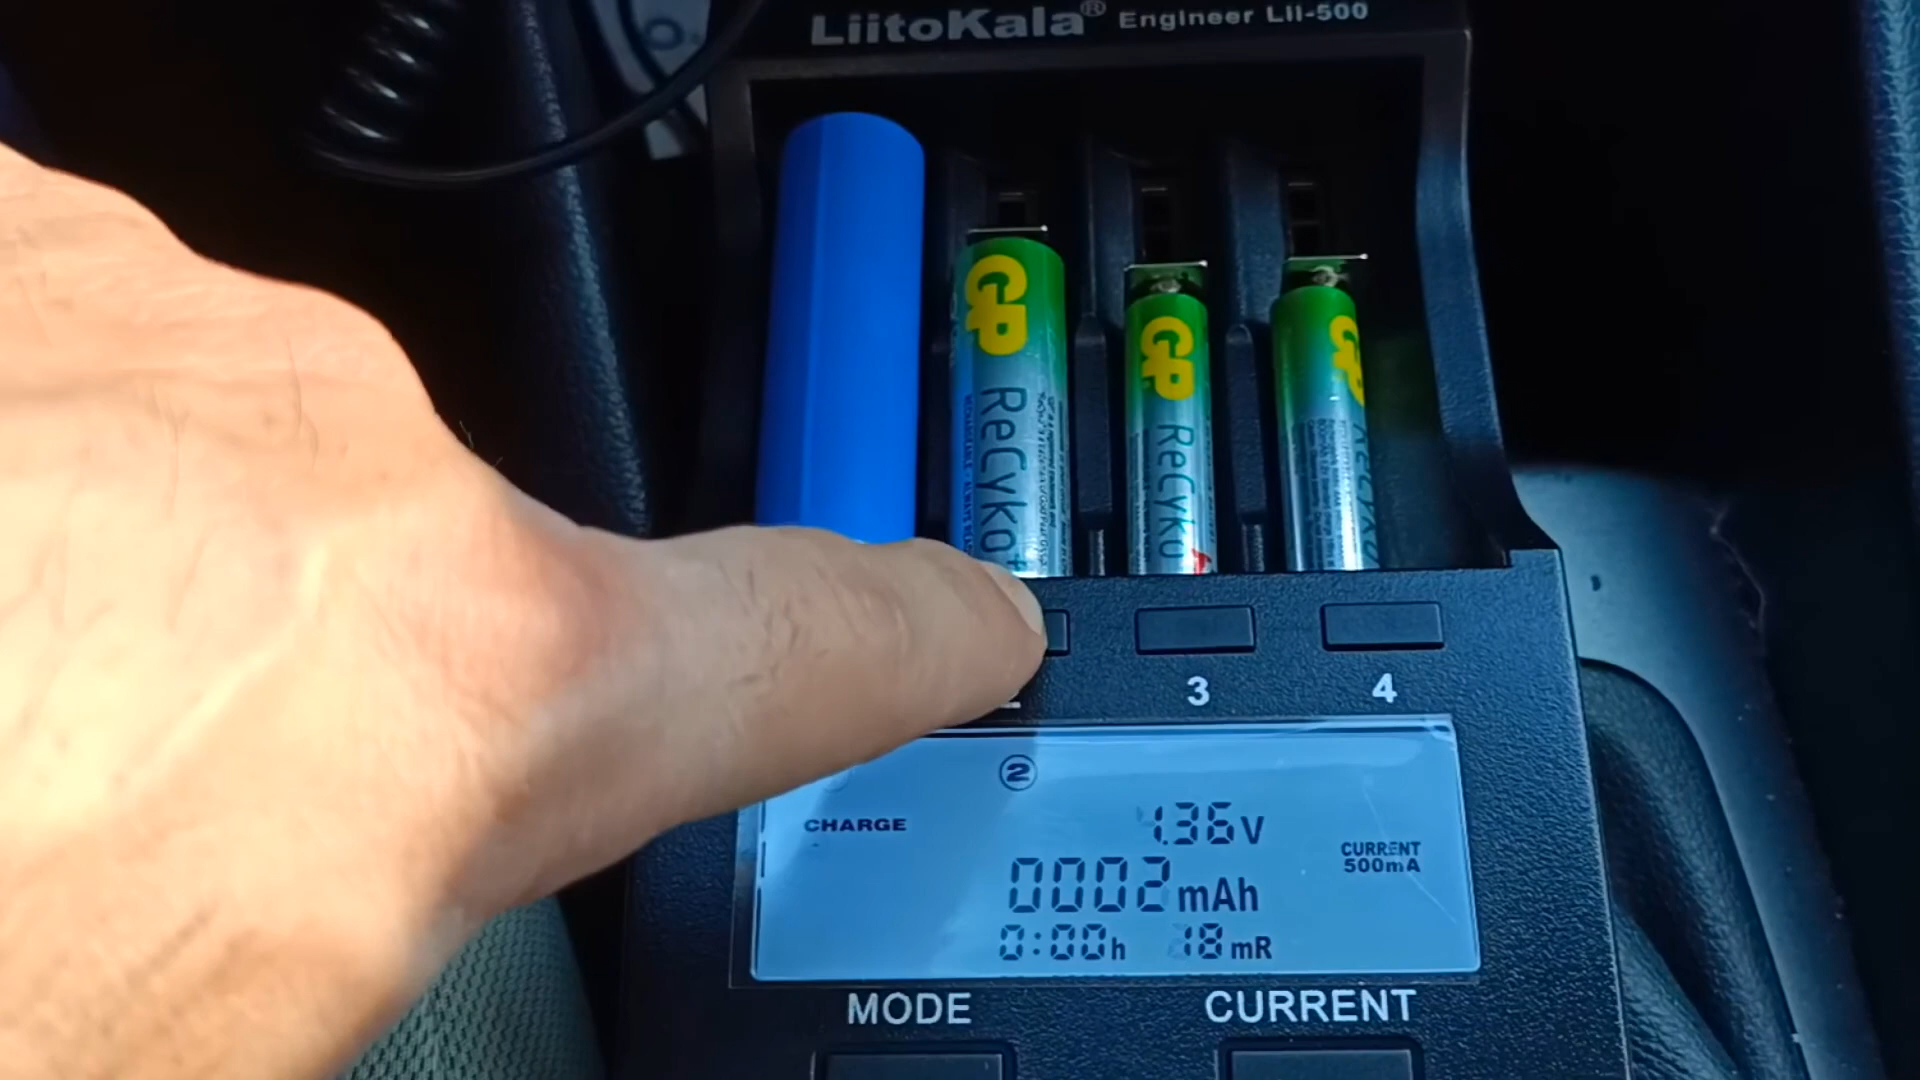 LiitoKala® Engineer Lii-500
GP
ReCyko+
GP
ReCyko
GP
ReCyko
3
4
②
CHARGE
1.36V
CURRENT
500mA
0002mAh
0:00h 18mR
MODE
CURRENT